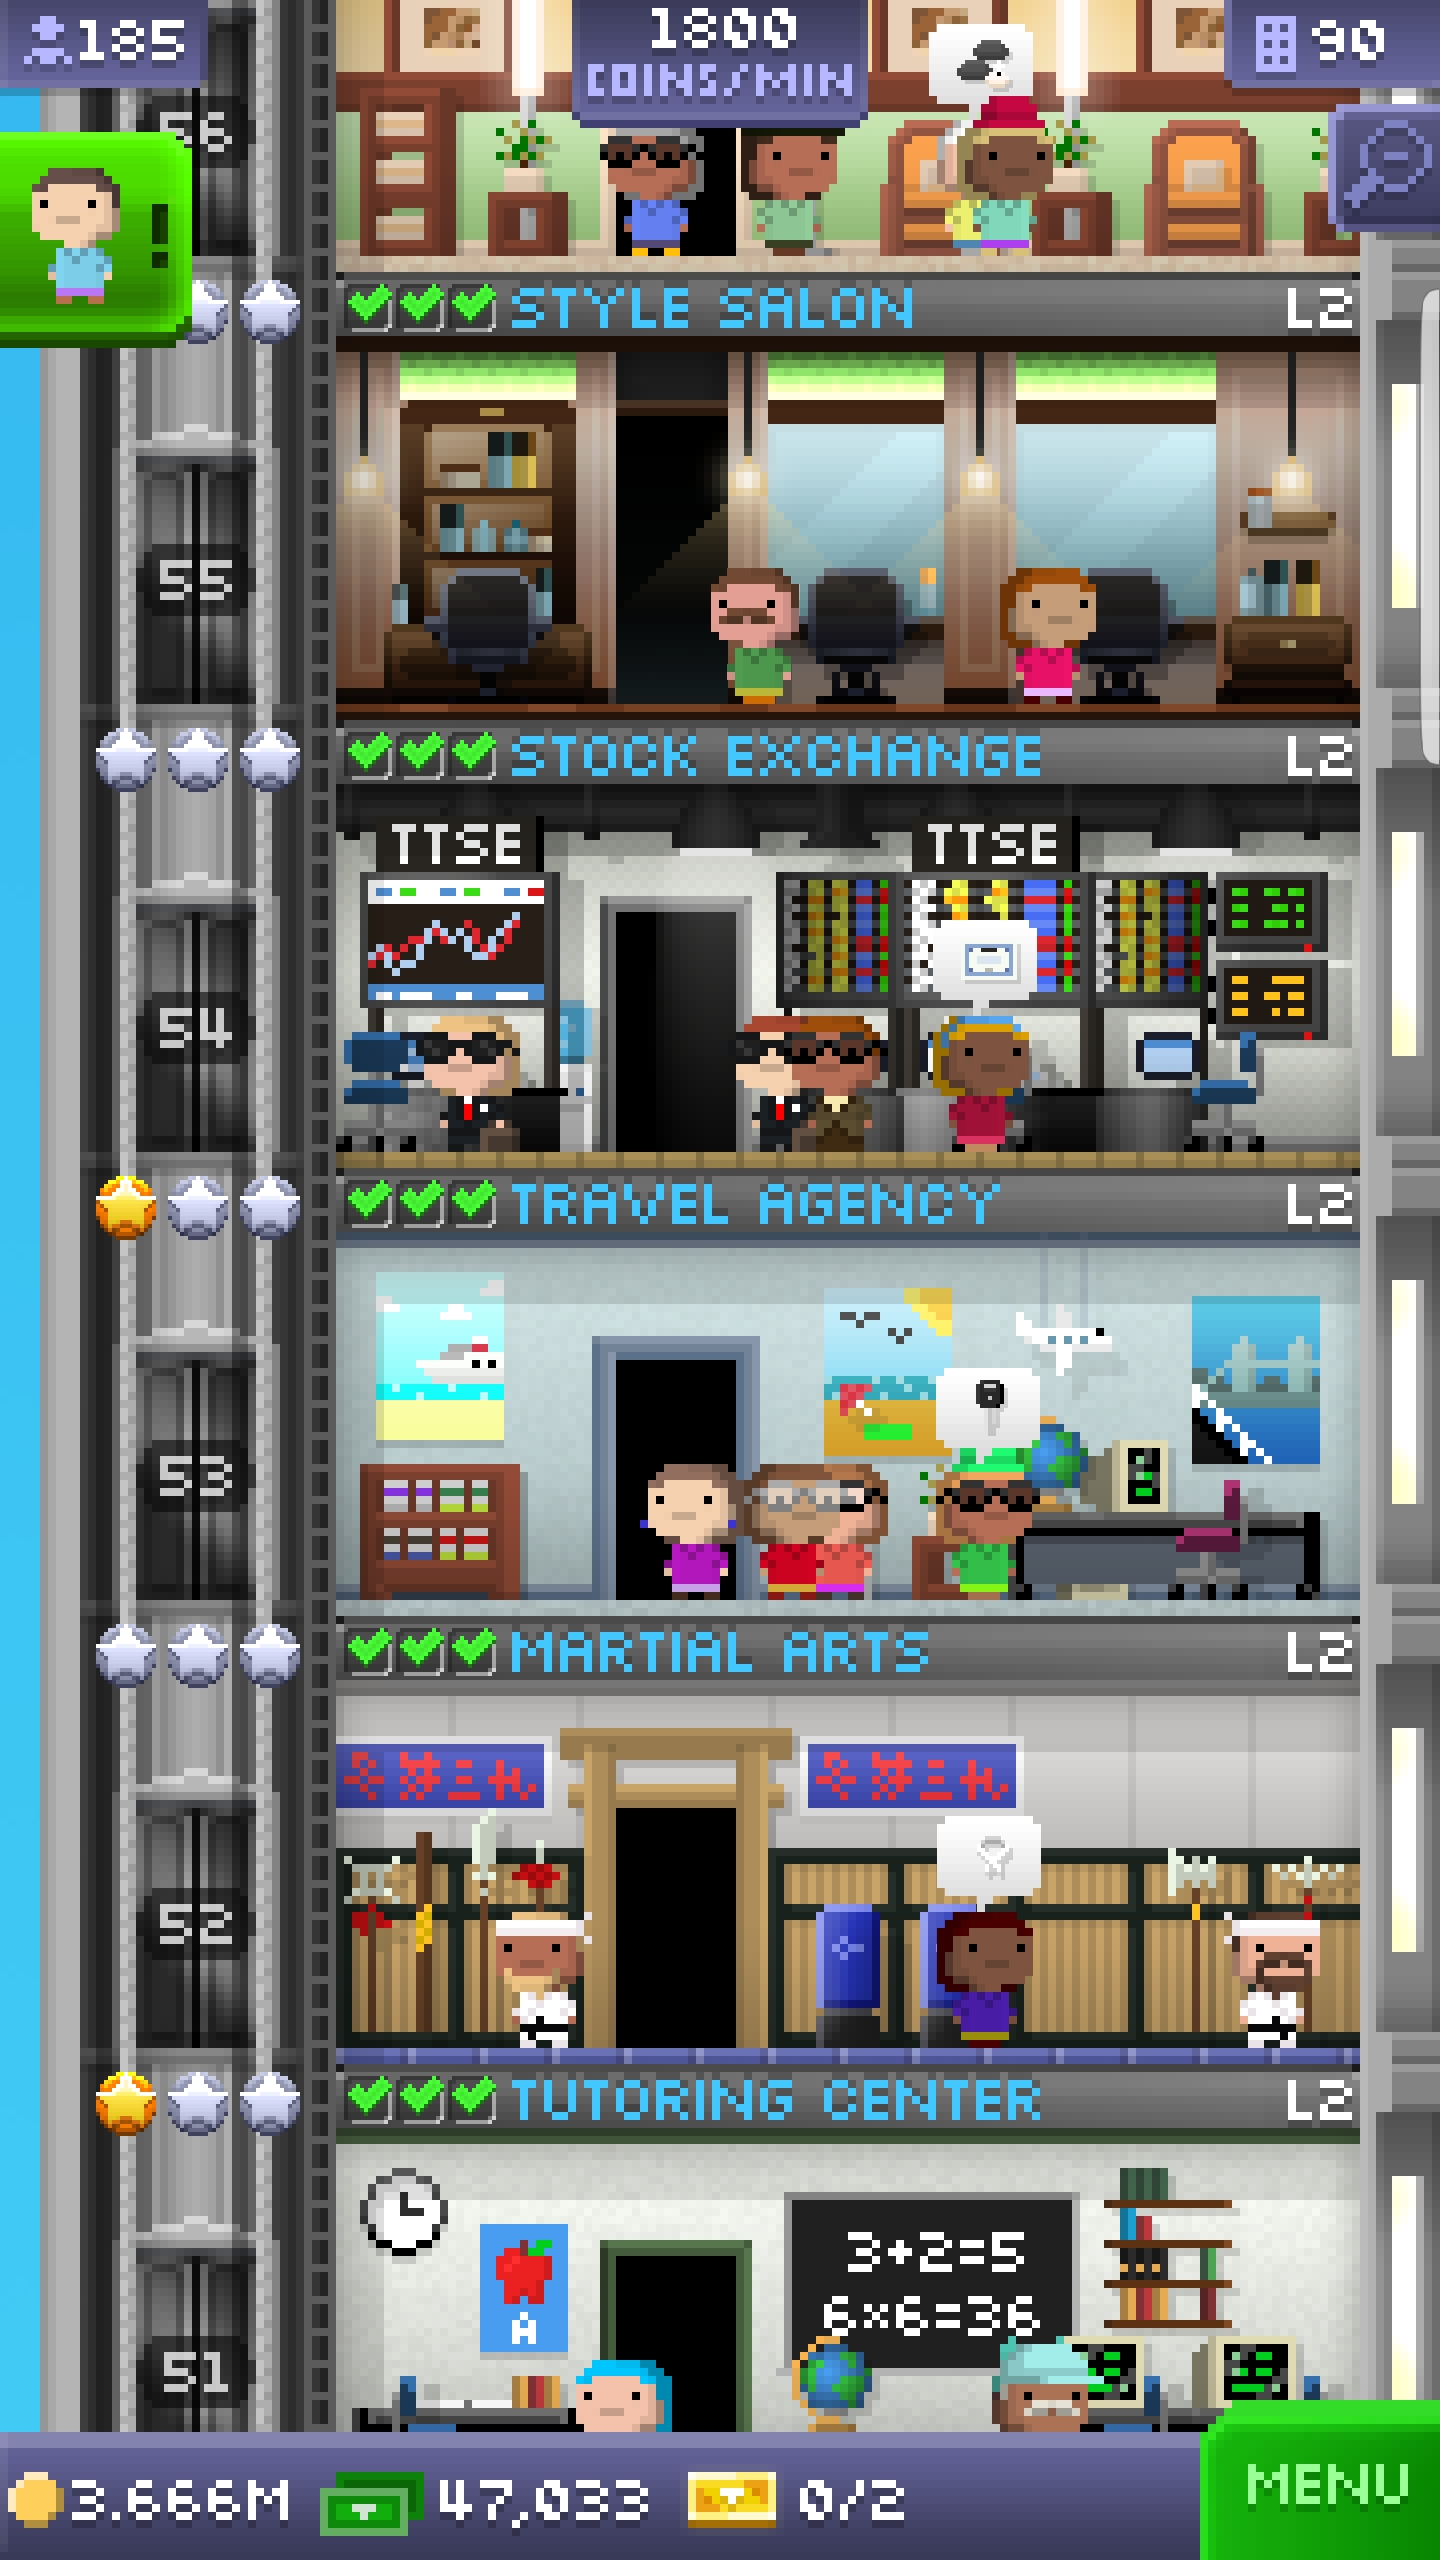 185
1800
COINS/MIN
90
56
!
STYLE SALON L2
55
STOCK EXCHANGE L2
TTSE TTSE
54
TRAVEL AGENCY L2
53
MARTIAL ARTS L2
52
TUTORING CENTER L2
3+2=5
6×6=36
A
51
3.666M 47,033 0/2
MENU